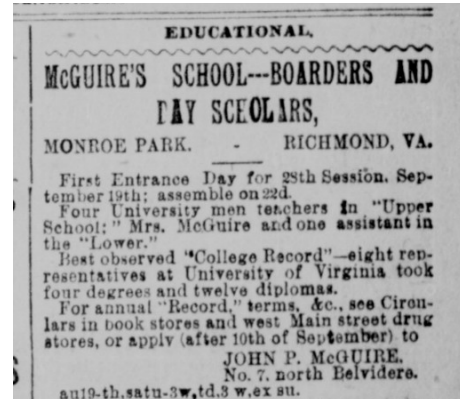 EDUCATIONAL.
McGUIRE'S SCHOOL---BOARDERS AND
DAY SCHOLARS,
MONROE PARK. - RICHMOND, VA.
First Entrance Day for 28th Session. Sep-
tember 19th; assemble on 22d.
Four University men teachers in "Upper
School;" Mrs. McGuire and one assistant in
the "Lower."
Best observed "College Record"—eight rep-
resentatives at University of Virginia took
four degrees and twelve diplomas.
For annual "Record," terms, &c., see Circu-
lars in book stores and west Main street drug
stores, or apply (after 10th of September) to
JOHN P. McGUIRE.
No. 7, north Belvidere.
au19-th,satu-3w,td.3 w,ex su.